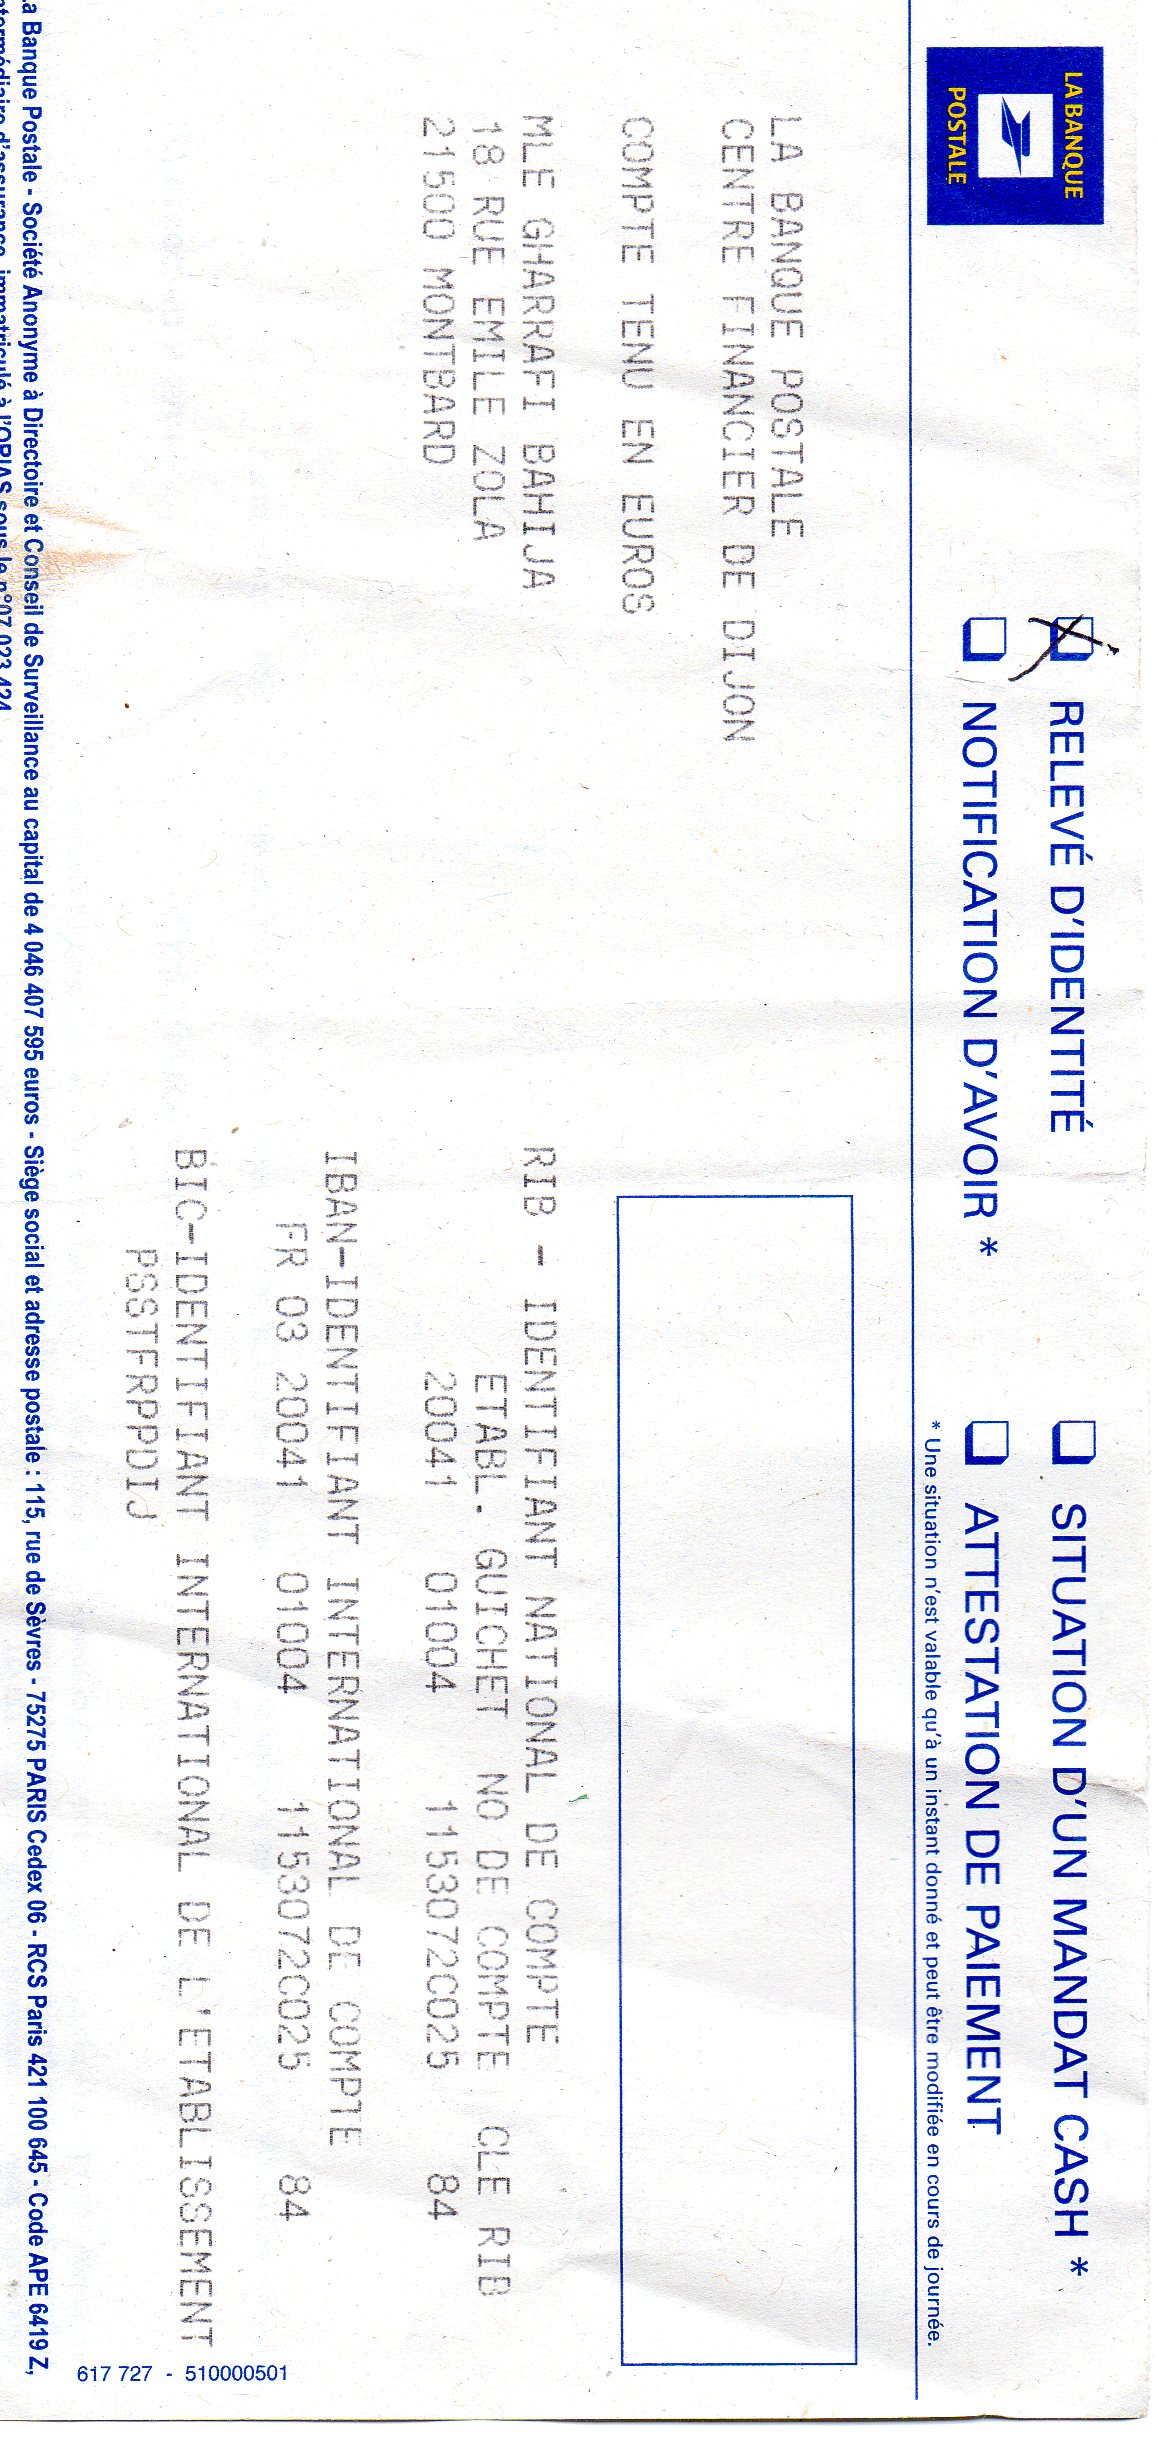 LA BANQUE
POSTALE
RELEVÉ D'IDENTITÉ
NOTIFICATION D'AVOIR *
SITUATION D'UN MANDAT CASH *
ATTESTATION DE PAIEMENT
* Une situation n'est valable qu'à un instant donné et peut être modifiée en cours de journée.
LA BANQUE POSTALE
CENTRE FINANCIER DE DIJON
COMPTE TENU EN EUROS
MLE GHARRAFI BAHIJA
18 RUE EMILE ZOLA
21500 MONTBARD
RIB - IDENTIFIANT NATIONAL DE COMPTE
ETABL. GUICHET NO DE COMPTE CLE RIB
20041 01004 1153072C025 84
IBAN-IDENTIFIANT INTERNATIONAL DE COMPTE
FR 03 20041 01004 1153072C025 84
BIC-IDENTIFIANT INTERNATIONAL DE L'ETABLISSEMENT
PSSTFRPPDIJ
617 727 - 510000501
La Banque Postale - Société Anonyme à Directoire et Conseil de Surveillance au capital de 4 046 407 595 euros - Siège social et adresse postale : 115, rue de Sèvres - 75275 PARIS Cedex 06 - RCS Paris 421 100 645 - Code APE 6419 Z,
intermédiaire d'assurance, immatriculé à l'ORIAS sous le n°07 023 424